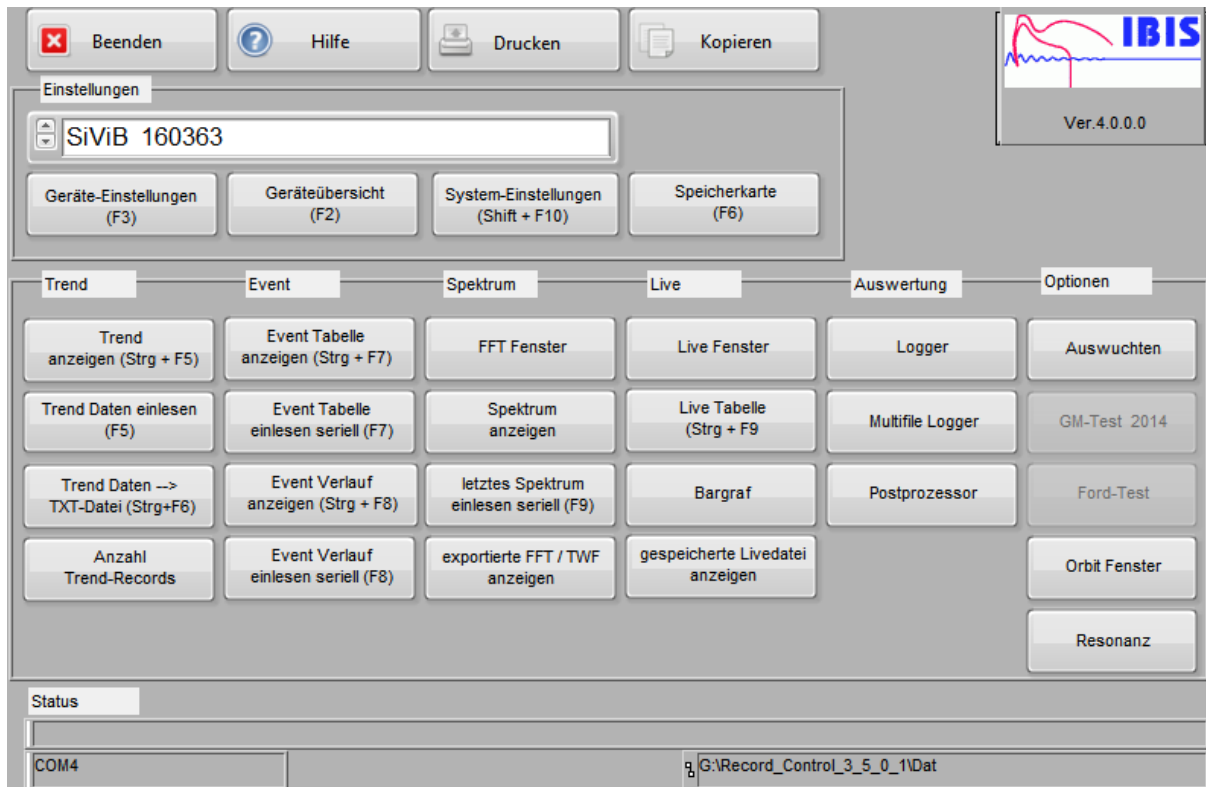 Beenden
Hilfe
Drucken
Kopieren
IBIS
Ver.4.0.0.0
Einstellungen
SiViB 160363
Geräte-Einstellungen
(F3)
Geräteübersicht
(F2)
System-Einstellungen
(Shift + F10)
Speicherkarte
(F6)
Trend
Trend
anzeigen (Strg + F5)
Trend Daten einlesen
(F5)
Trend Daten -->
TXT-Datei (Strg+F6)
Anzahl
Trend-Records
Event
Event Tabelle
anzeigen (Strg + F7)
Event Tabelle
einlesen seriell (F7)
Event Verlauf
anzeigen (Strg + F8)
Event Verlauf
einlesen seriell (F8)
Spektrum
FFT Fenster
Spektrum
anzeigen
letztes Spektrum
einlesen seriell (F9)
exportierte FFT / TWF
anzeigen
Live
Live Fenster
Live Tabelle
(Strg + F9
Bargraf
gespeicherte Livedatei
anzeigen
Auswertung
Logger
Multifile Logger
Postprozessor
Optionen
Auswuchten
GM-Test 2014
Ford-Test
Orbit Fenster
Resonanz
Status
COM4
G:\Record_Control_3_5_0_1\Dat